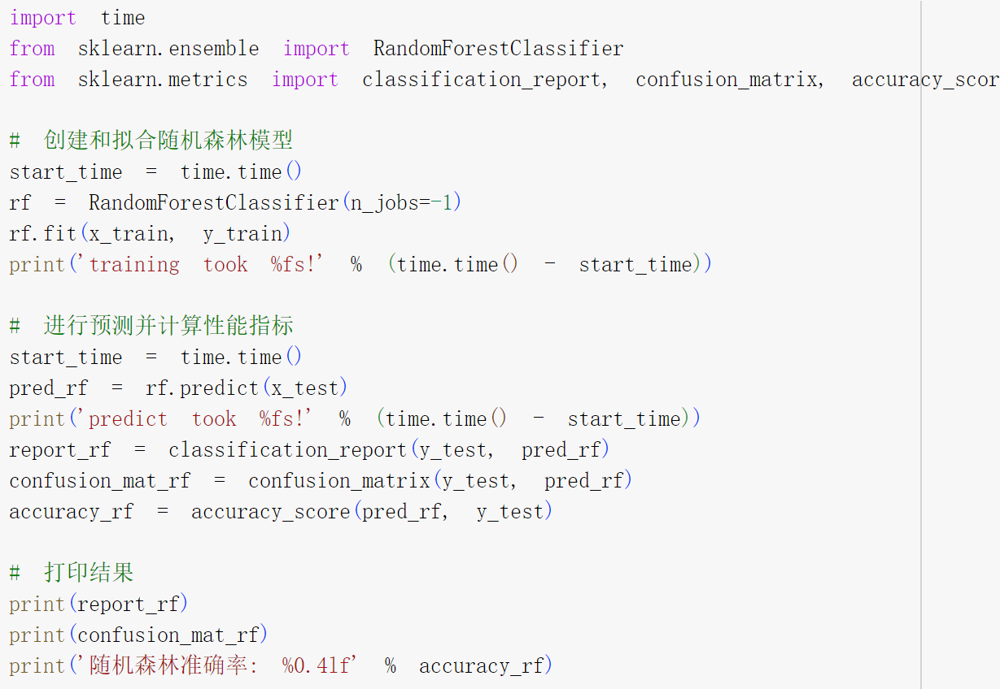 import time
from sklearn.ensemble import RandomForestClassifier
from sklearn.metrics import classification_report, confusion_matrix, accuracy_scor

# 创建和拟合随机森林模型
start_time = time.time()
rf = RandomForestClassifier(n_jobs=-1)
rf.fit(x_train, y_train)
print('training took %fs!' % (time.time() - start_time))

# 进行预测并计算性能指标
start_time = time.time()
pred_rf = rf.predict(x_test)
print('predict took %fs!' % (time.time() - start_time))
report_rf = classification_report(y_test, pred_rf)
confusion_mat_rf = confusion_matrix(y_test, pred_rf)
accuracy_rf = accuracy_score(pred_rf, y_test)

# 打印结果
print(report_rf)
print(confusion_mat_rf)
print('随机森林准确率: %0.4lf' % accuracy_rf)